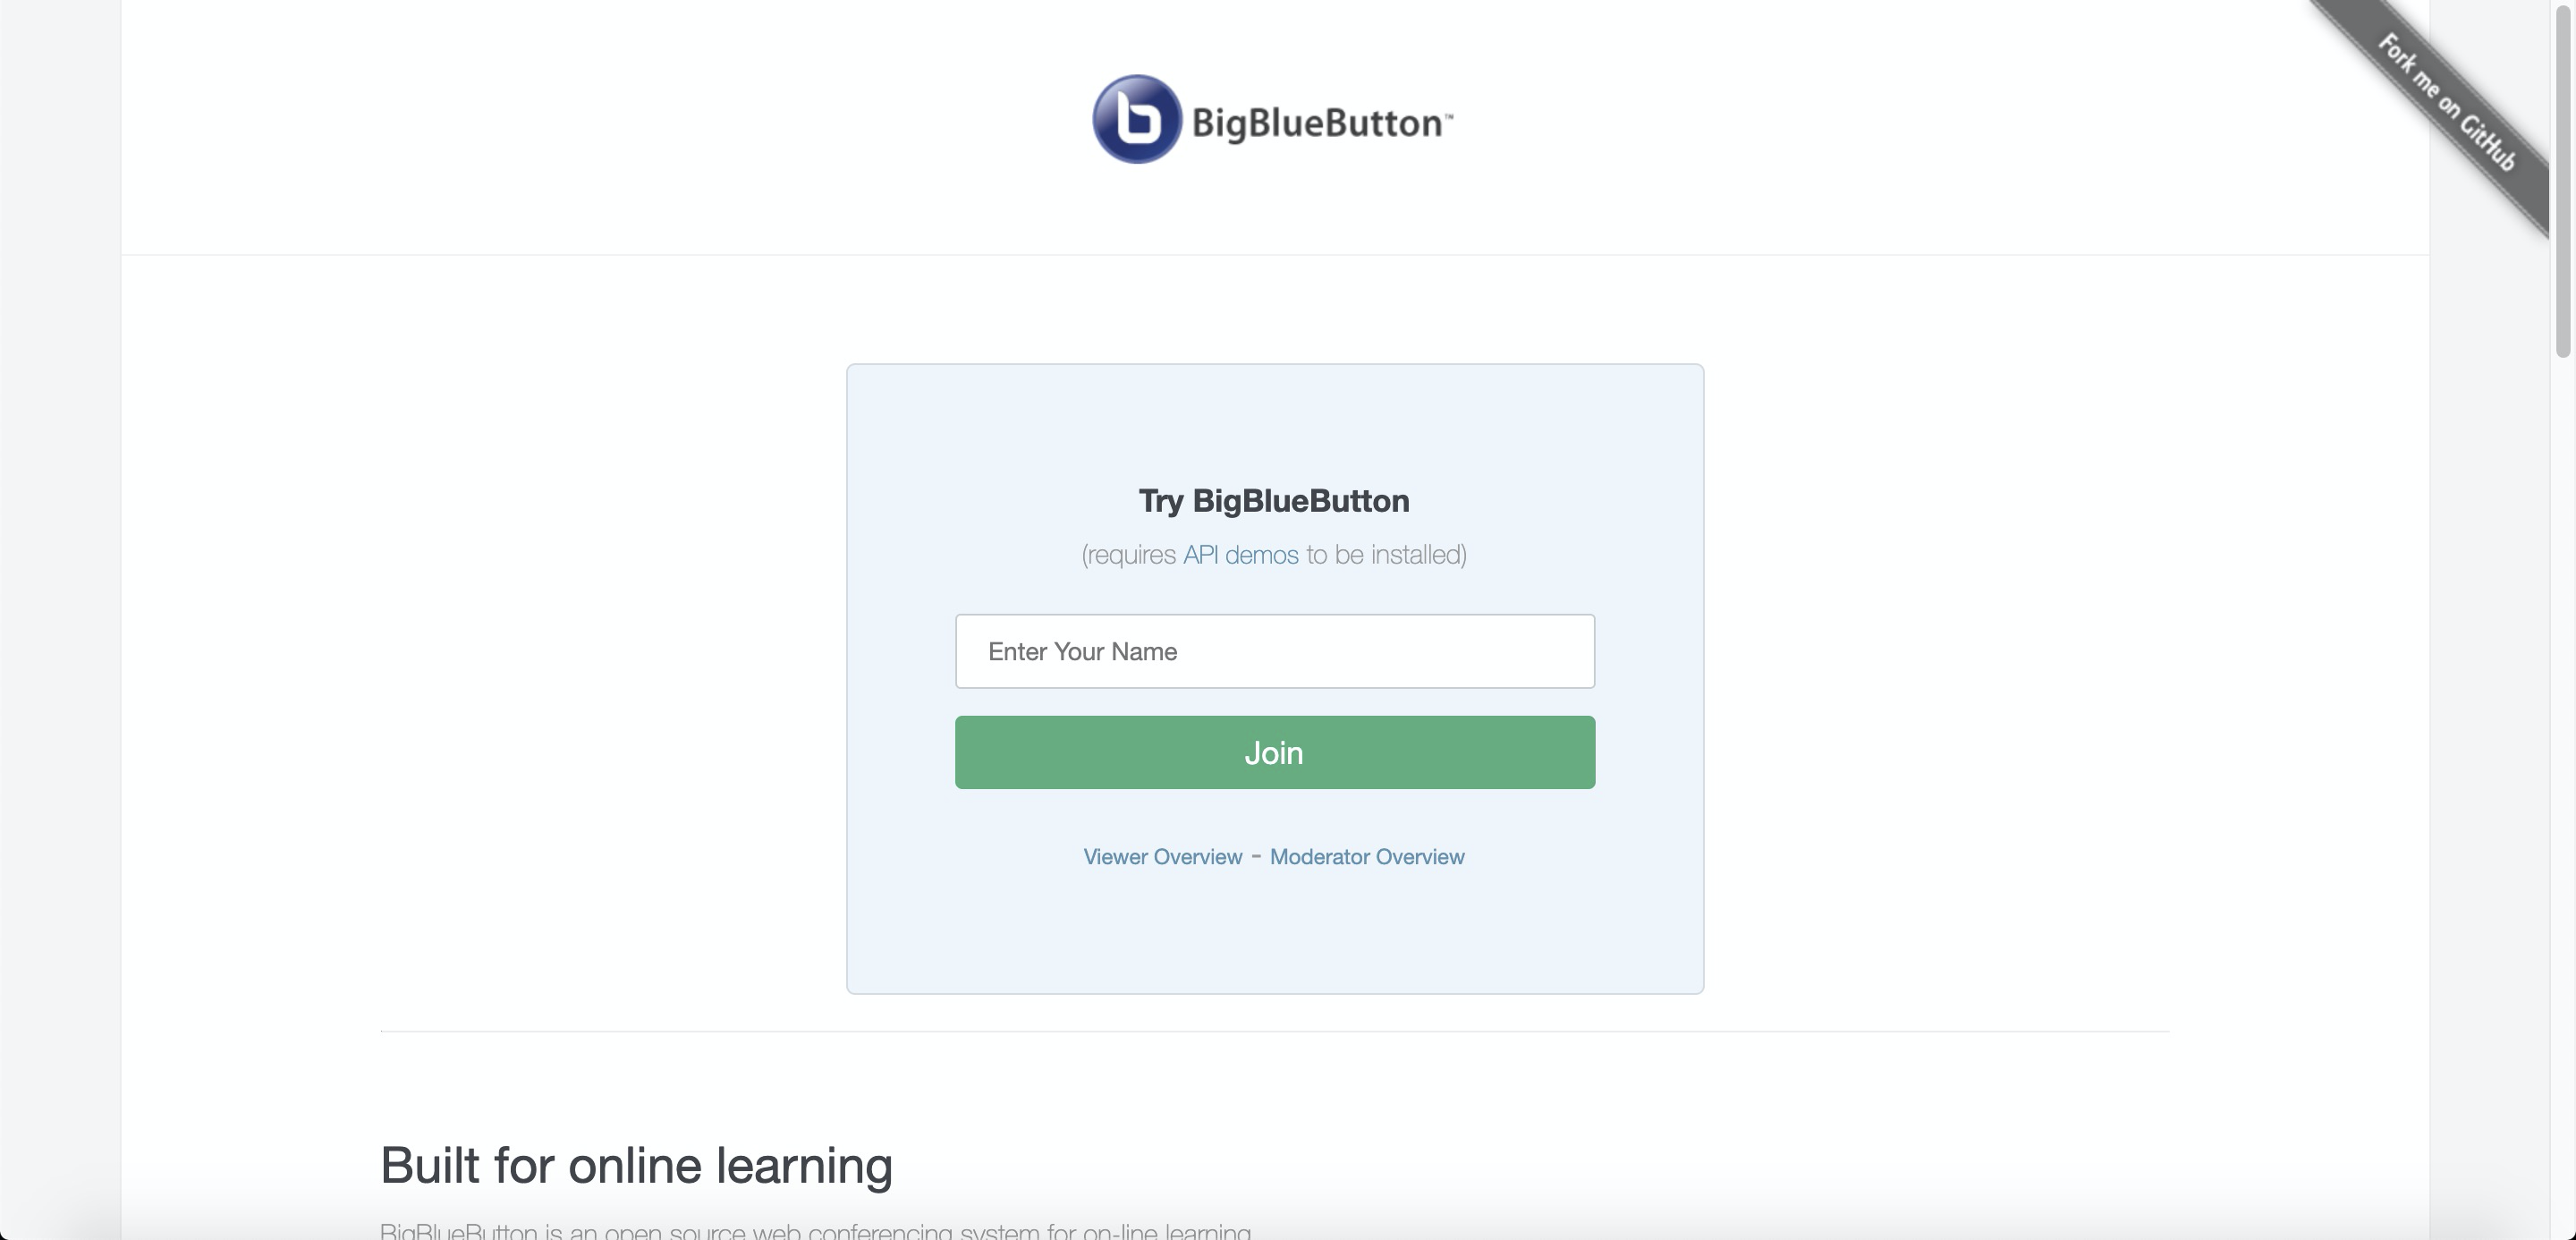 BigBlueButton™
Fork me on GitHub
Try BigBlueButton
(requires API demos to be installed)
Enter Your Name
Join
Viewer Overview - Moderator Overview
Built for online learning
BigBlueButton is an open source web conferencing system for on-line learning